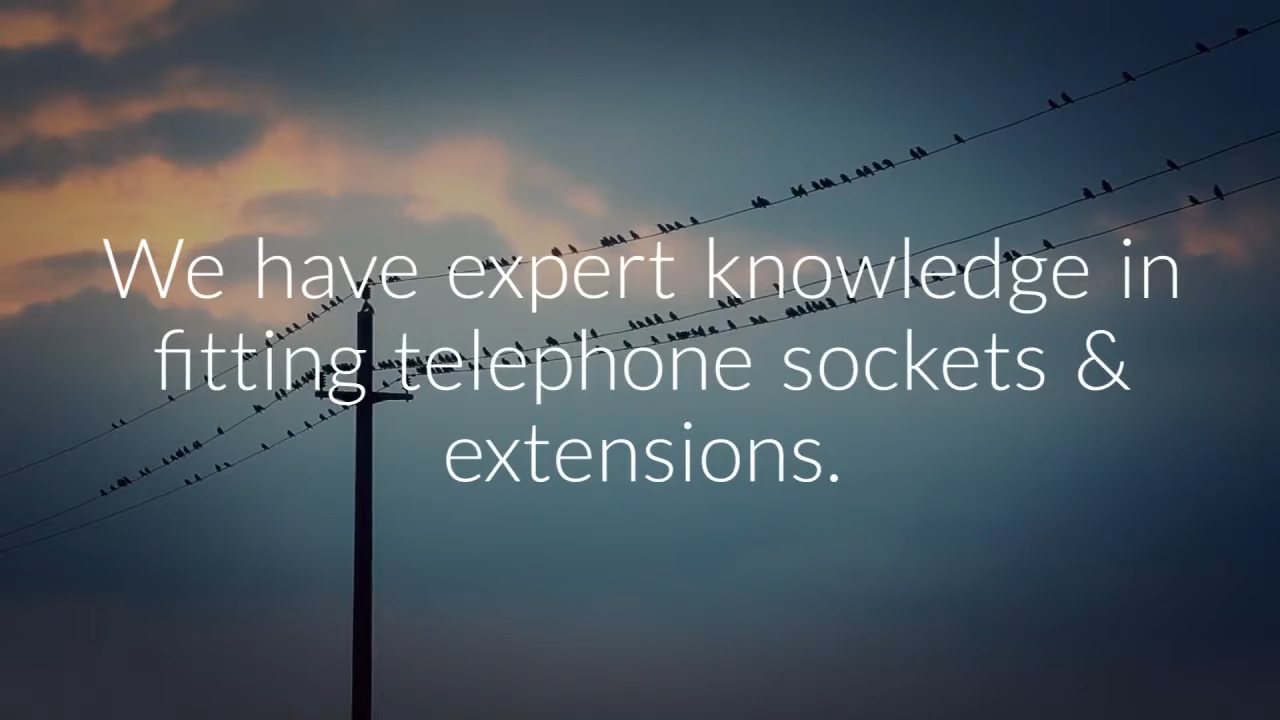 We have expert knowledge in
fitting telephone sockets &
extensions.